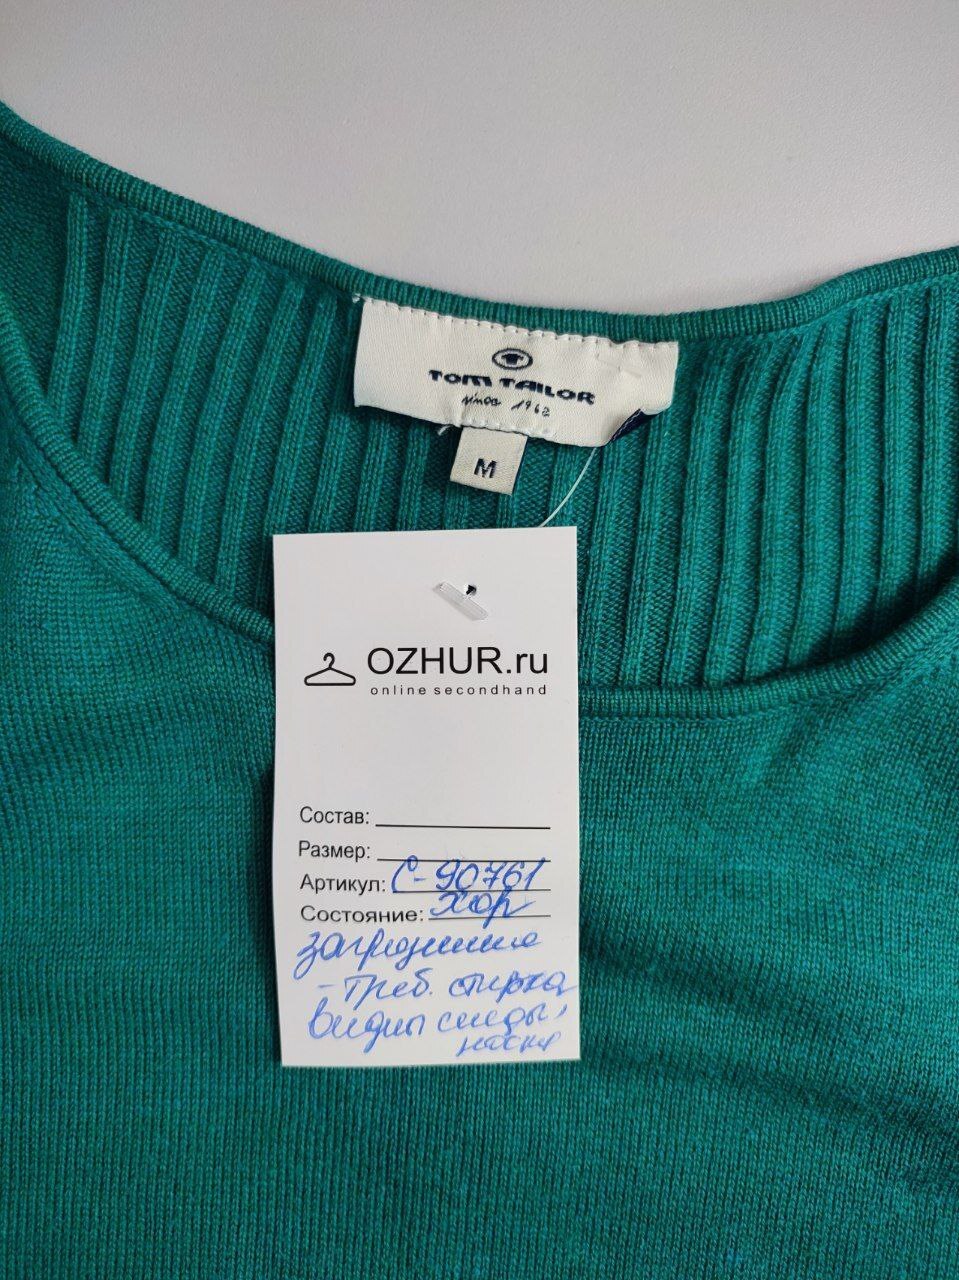 TOM TAILOR
since 1962
M
OZHUR.ru
online secondhand
Состав:
Размер:
Артикул: С-90761
Состояние: хор
загрязнение
- треб. стирка
видны следы,
носки